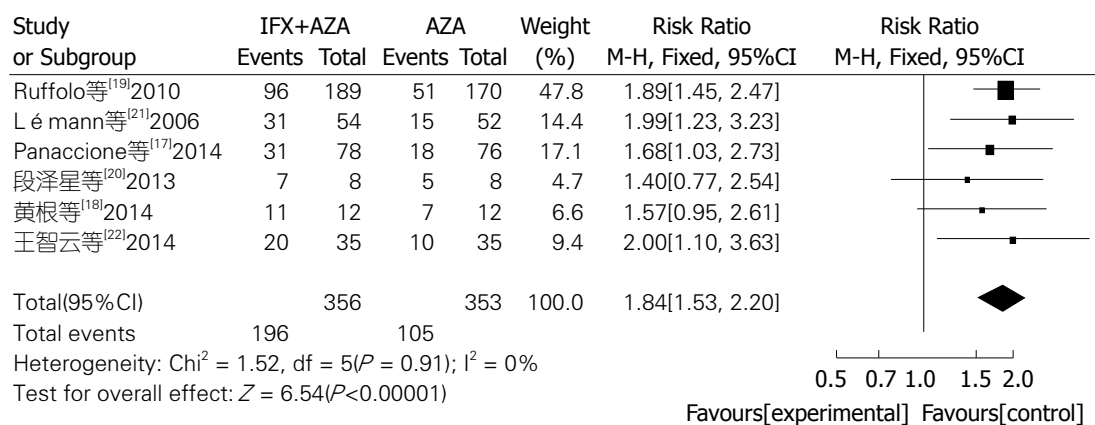 Study IFX+AZA AZA Weight Risk Ratio Risk Ratio
or Subgroup Events Total Events Total (%) M-H, Fixed, 95%CI M-H, Fixed, 95%CI
Ruffolo等[19]2010 96 189 51 170 47.8 1.89[1.45, 2.47]
L é mann等[21]2006 31 54 15 52 14.4 1.99[1.23, 3.23]
Panaccione等[17]2014 31 78 18 76 17.1 1.68[1.03, 2.73]
段泽星等[20]2013 7 8 5 8 4.7 1.40[0.77, 2.54]
黄根等[18]2014 11 12 7 12 6.6 1.57[0.95, 2.61]
王智云等[22]2014 20 35 10 35 9.4 2.00[1.10, 3.63]
Total(95%CI) 356 353 100.0 1.84[1.53, 2.20]
Total events 196 105
Heterogeneity: Chi² = 1.52, df = 5(P = 0.91); I² = 0%
Test for overall effect: Z = 6.54(P<0.00001)
0.5 0.7 1.0 1.5 2.0
Favours[experimental] Favours[control]